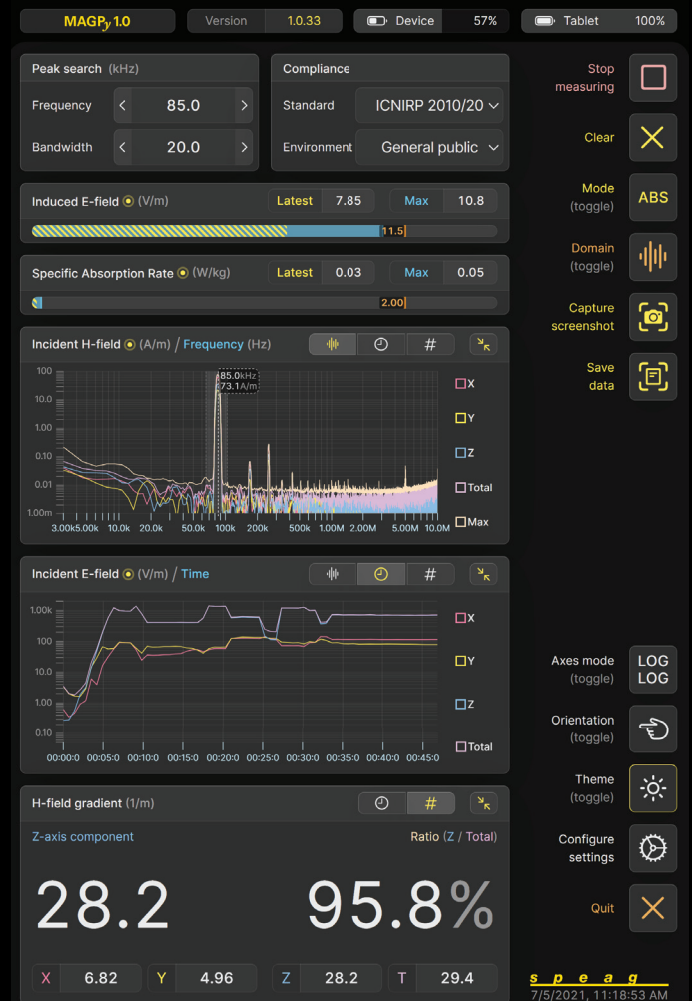 MAGPy 1.0
Version 1.0.33
Device 57%
Tablet 100%
Peak search (kHz)
Frequency < 85.0 >
Bandwidth < 20.0 >
Compliance
Standard ICNIRP 2010/20
Environment General public
Induced E-field (V/m) Latest 7.85 Max 10.8
11.5
Specific Absorption Rate (W/kg) Latest 0.03 Max 0.05
2.00
Incident H-field (A/m) / Frequency (Hz) #
85.0kHz
73.1A/m
100
10.0
1.00
0.10
0.01
1.00m
3.00k 5.00k 10.0k 20.0k 50.0k 100k 200k 500k 1.00M 2.00M 5.00M 10.0M
X
Y
Z
Total
Max
Incident E-field (V/m) / Time #
1.00k
100
10.0
1.00
0.10
00:00:0 00:05:0 00:10:0 00:15:0 00:20:0 00:25:0 00:30:0 00:35:0 00:40:0 00:45:0
X
Y
Z
Total
H-field gradient (1/m) #
Z-axis component
Ratio (Z / Total)
28.2 95.8%
X 6.82 Y 4.96 Z 28.2 T 29.4
Stop
measuring
Clear
Mode
(toggle)
ABS
Domain
(toggle)
Capture
screenshot
Save
data
Axes mode
(toggle)
LOG
LOG
Orientation
(toggle)
Theme
(toggle)
Configure
settings
Quit
s p e a g
7/5/2021, 11:18:53 AM